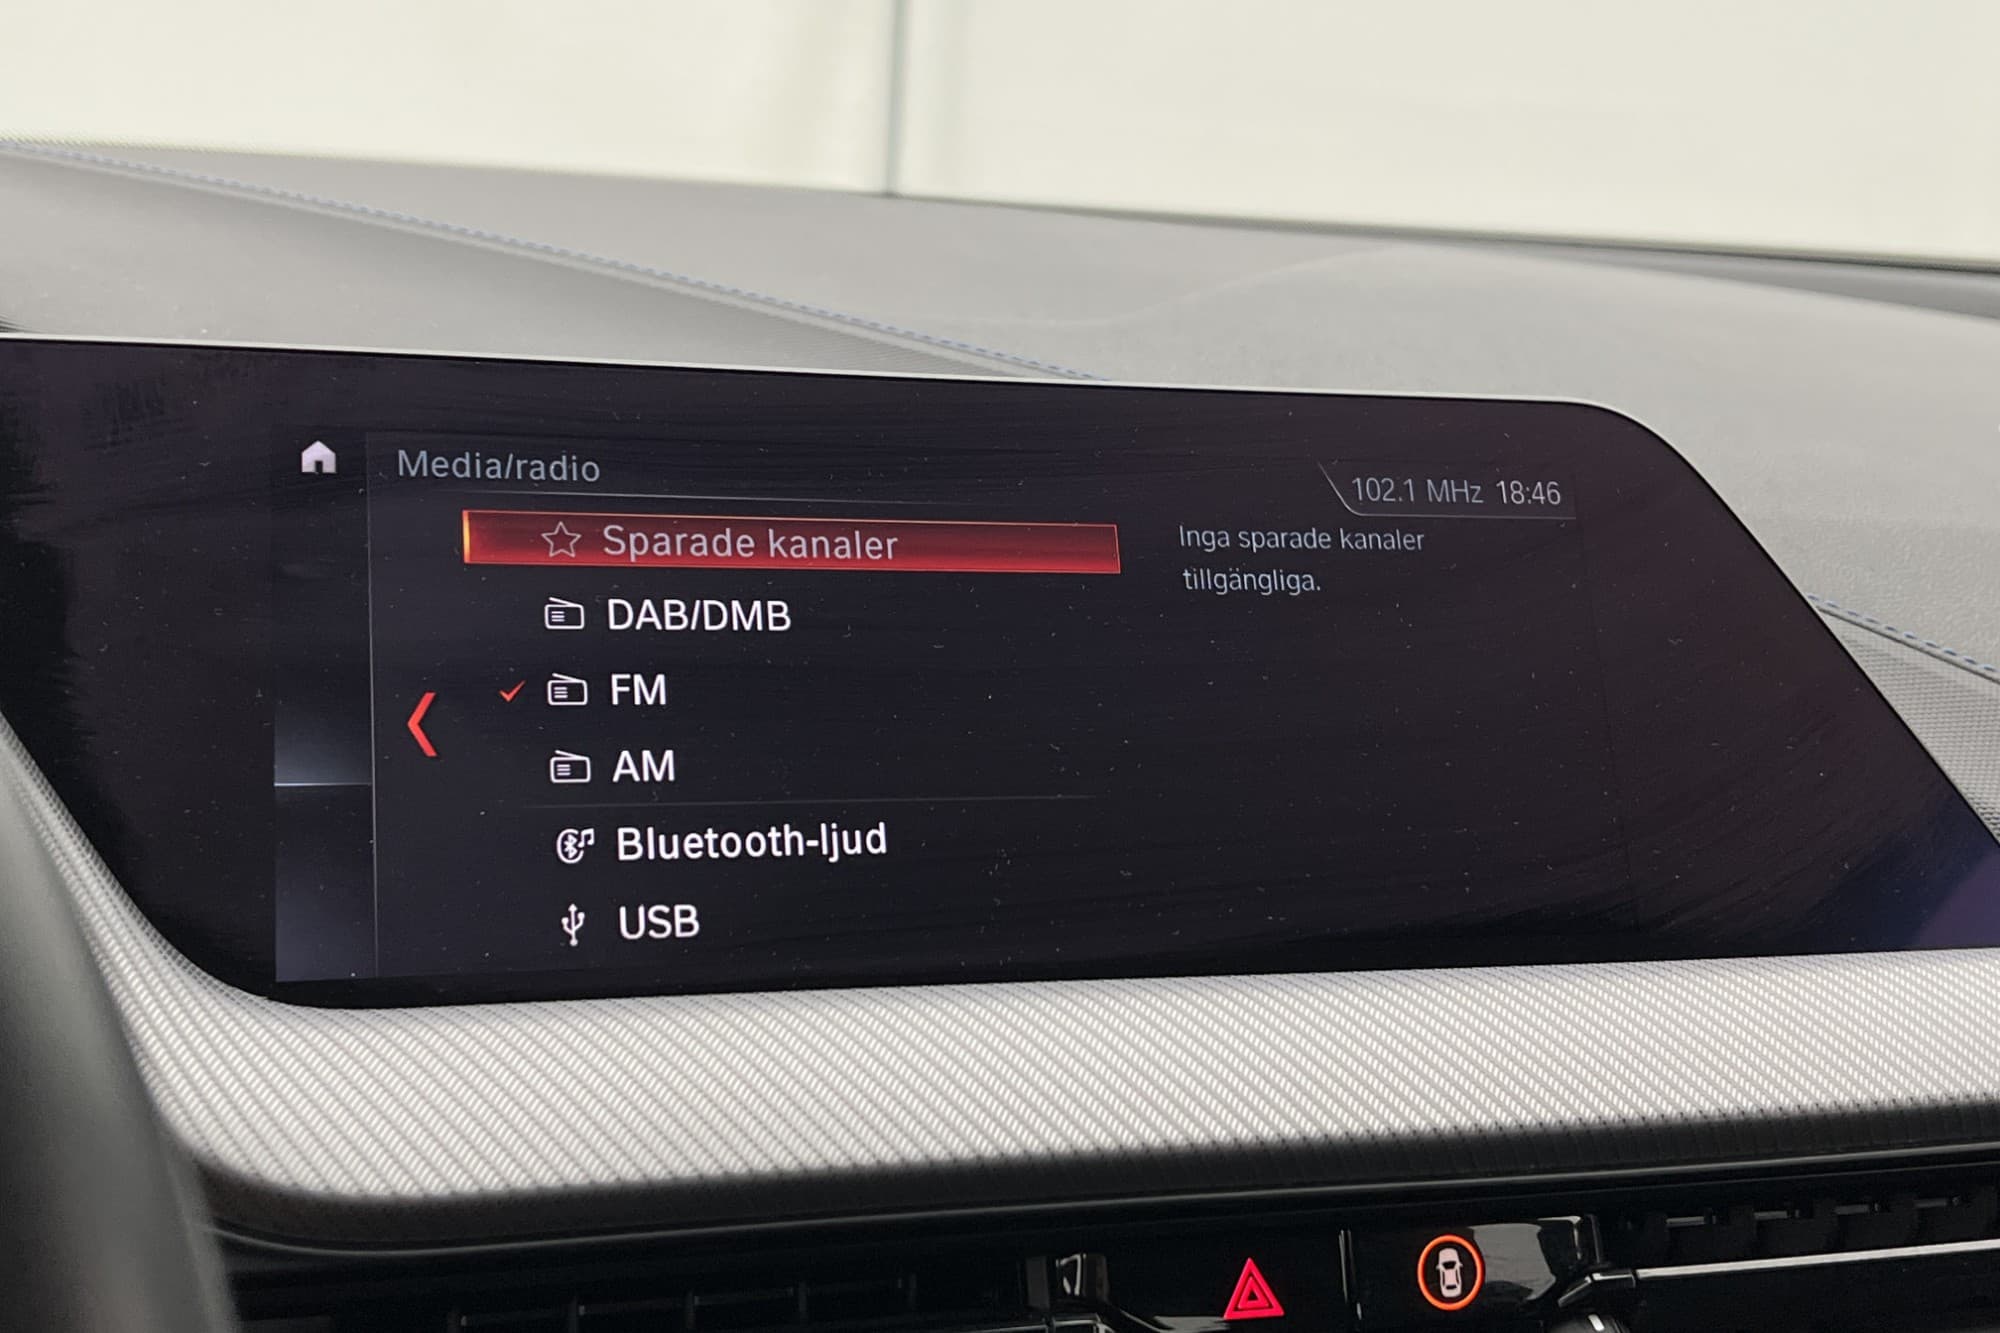 Media/radio
102.1 MHz 18:46
Sparade kanaler
Inga sparade kanaler
tillgängliga.
DAB/DMB
FM
AM
Bluetooth-ljud
USB